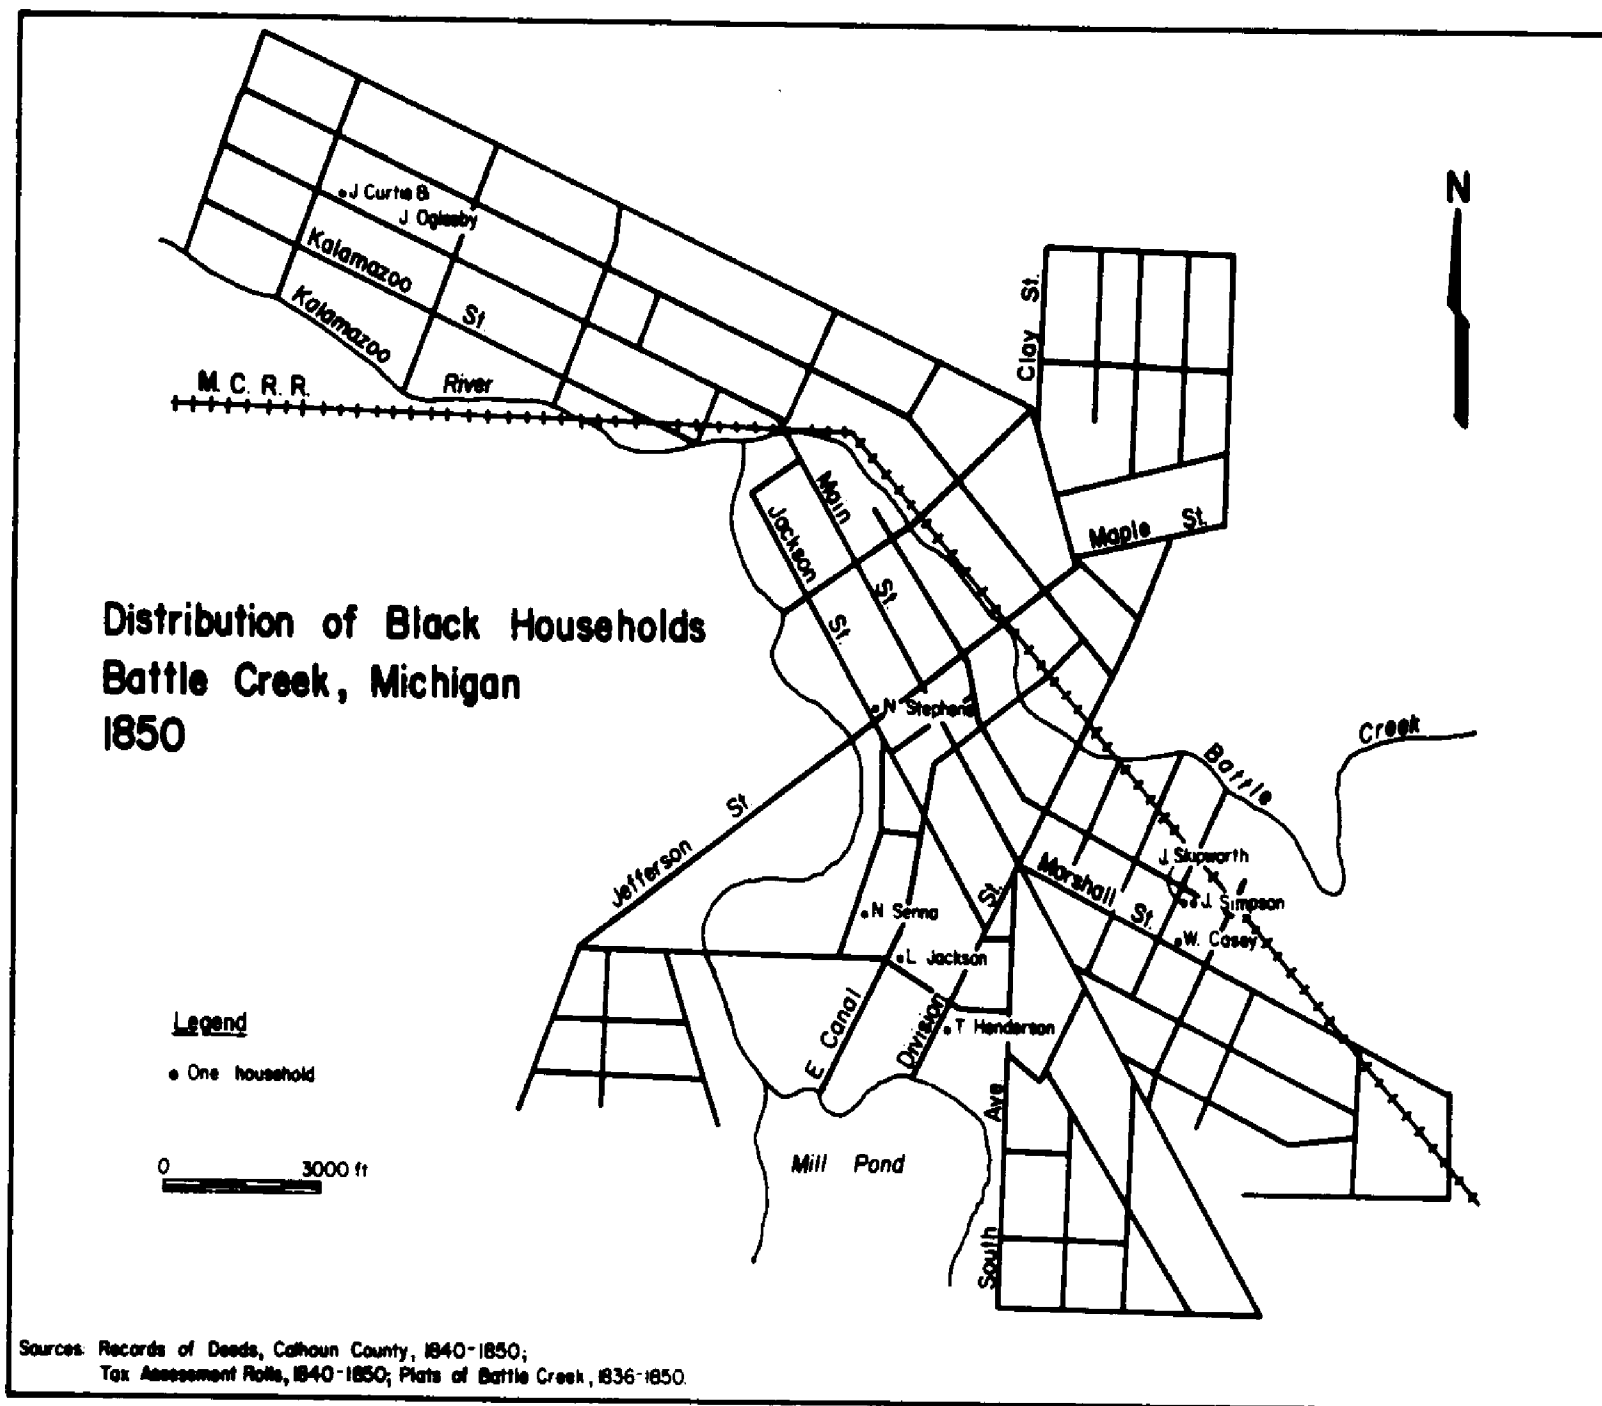 J Curtis &
J Oglesby
Kalamazoo St.
Kalamazoo River
M. C. R. R.
N
Clay St.
Maple St.
Main St.
Jackson St.
Distribution of Black Households
Battle Creek, Michigan
1850
N Stephens
Jefferson St
Battle Creek
J. Skipworth
J. Simpson
Marshall St.
W. Casey
N Senna
L Jackson
St.
E Canal
Division
T Henderson
Legend
One household
0 3000 ft
Mill Pond
South Ave
Sources: Records of Deeds, Calhoun County, 1840-1850;
Tax Assessment Rolls, 1840-1850; Plats of Battle Creek, 1836-1850.